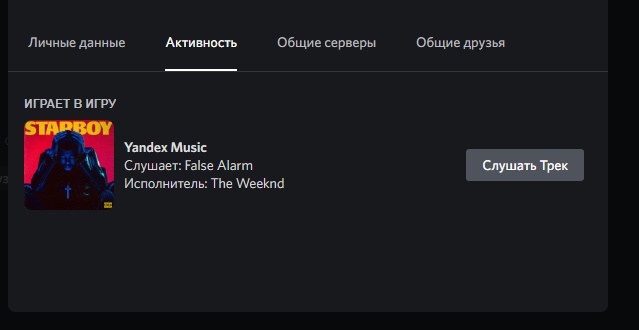 Личные данные
Активность
Общие серверы
Общие друзья
ИГРАЕТ В ИГРУ
STARBOY
Yandex Music
Слушает: False Alarm
Исполнитель: The Weeknd
Слушать Трек